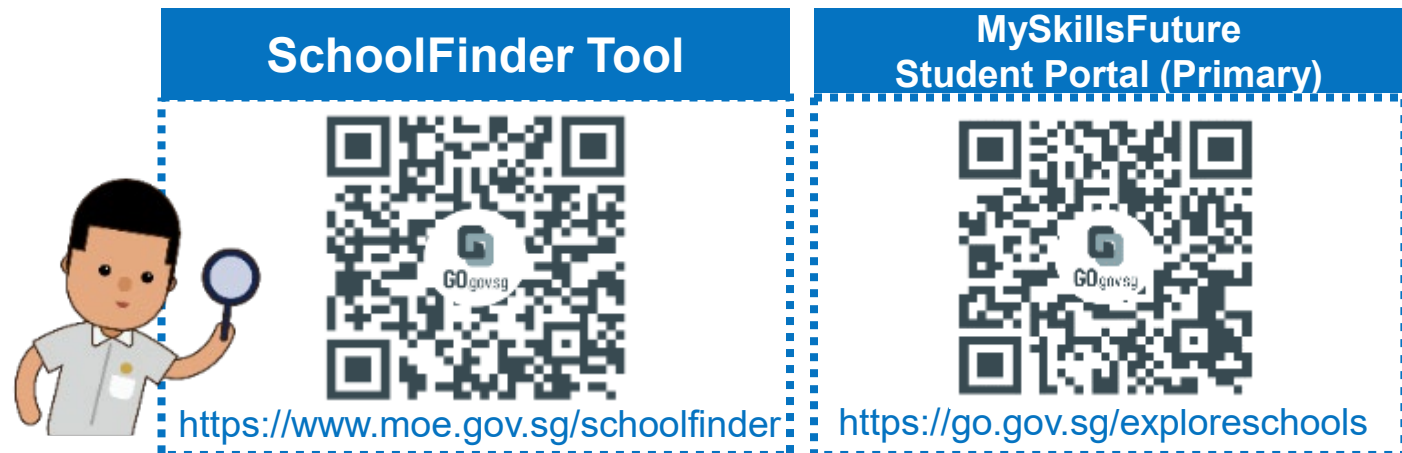 SchoolFinder Tool
GOgovsg
https://www.moe.gov.sg/schoolfinder
MySkillsFuture
Student Portal (Primary)
GOgovsg
https://go.gov.sg/exploreschools